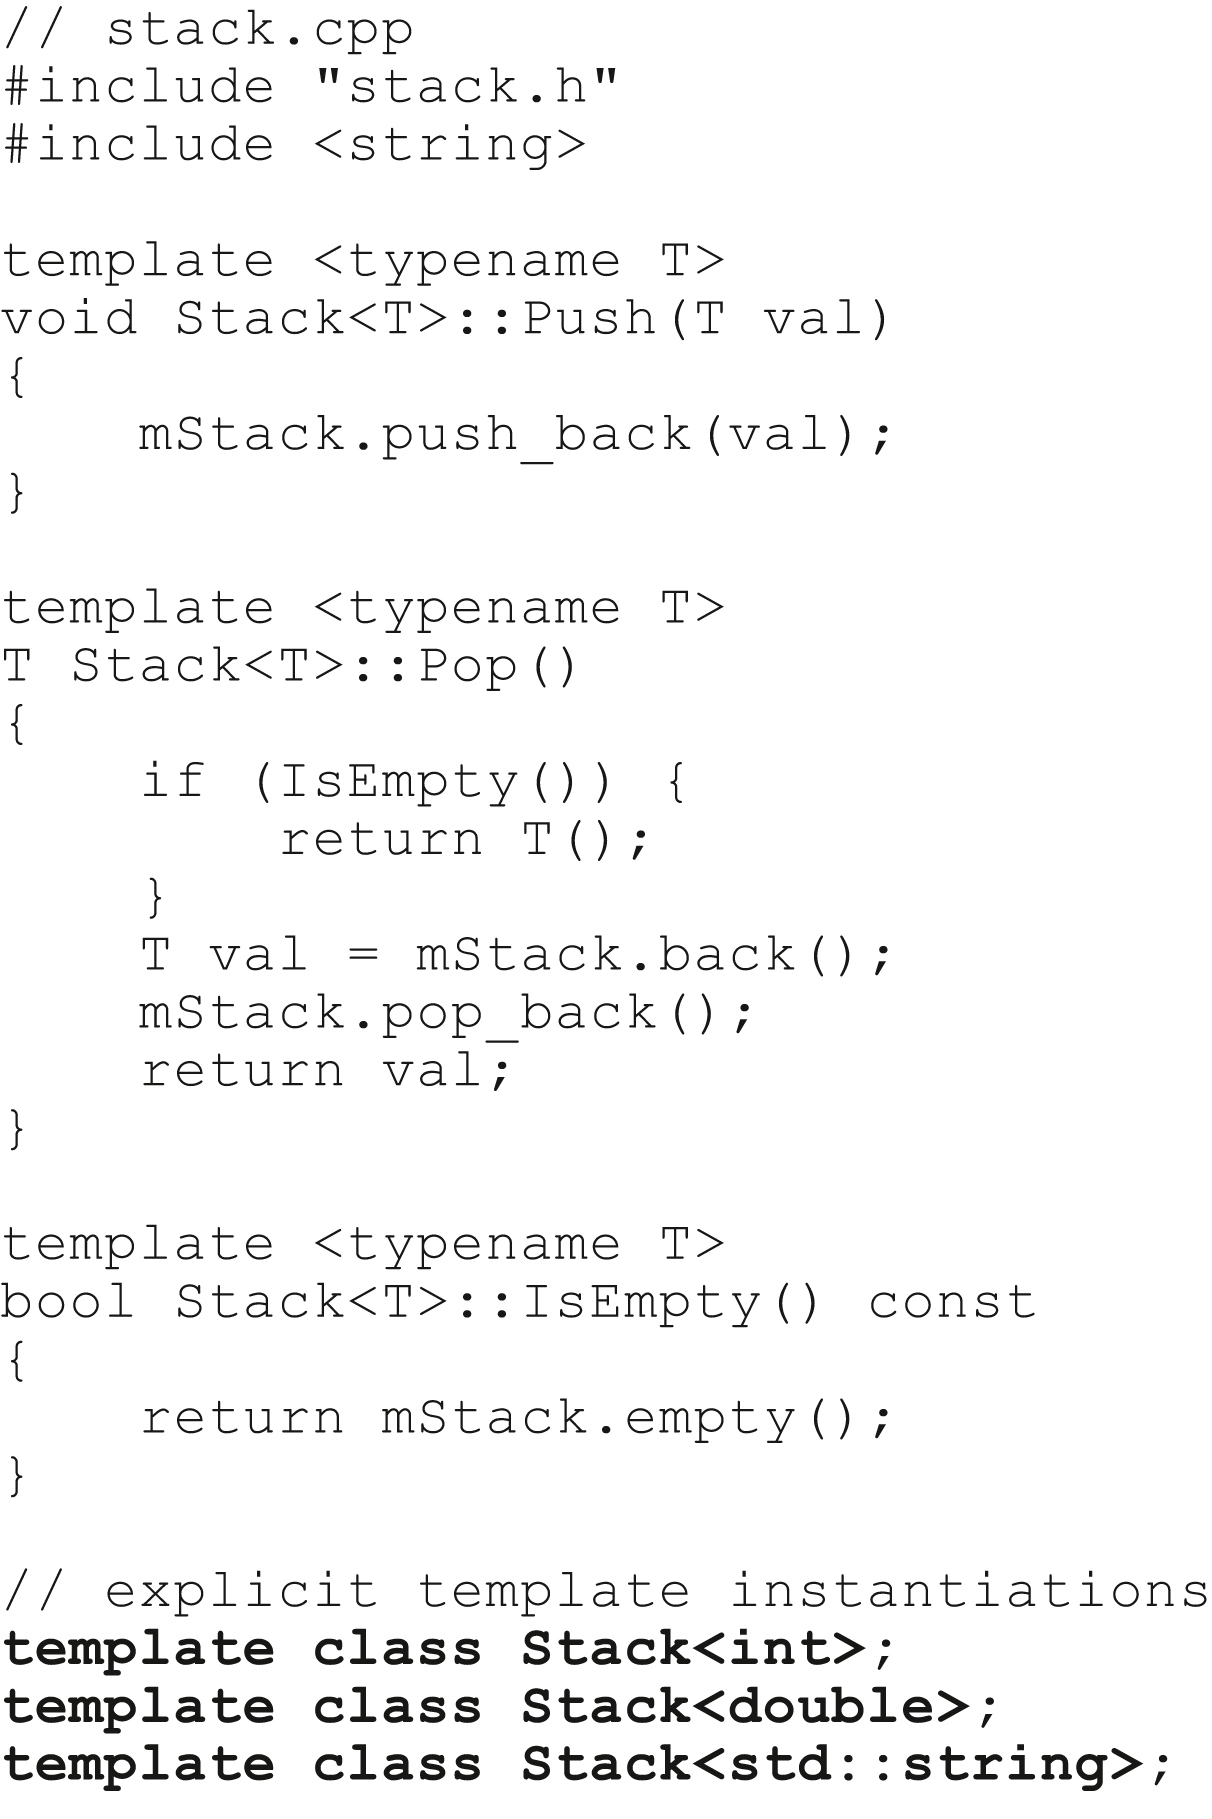 // stack.cpp
#include "stack.h"
#include <string>

template <typename T>
void Stack<T>::Push(T val)
{
    mStack.push_back(val);
}

template <typename T>
T Stack<T>::Pop()
{
    if (IsEmpty()) {
        return T();
    }
    T val = mStack.back();
    mStack.pop_back();
    return val;
}

template <typename T>
bool Stack<T>::IsEmpty() const
{
    return mStack.empty();
}

// explicit template instantiations
template class Stack<int>;
template class Stack<double>;
template class Stack<std::string>;